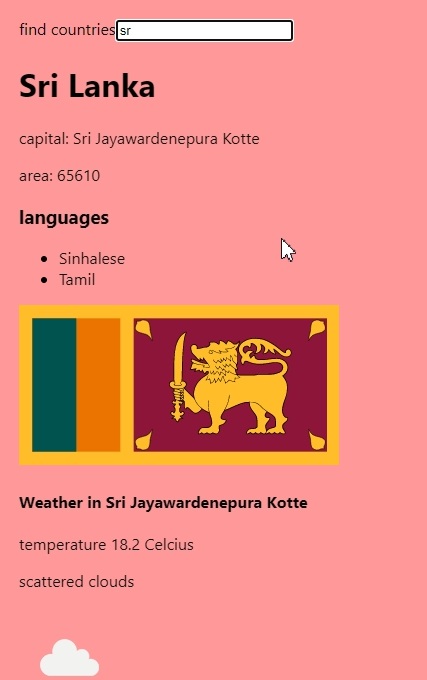 find countries sr
Sri Lanka
capital: Sri Jayawardenepura Kotte
area: 65610
languages
Sinhalese
Tamil
Weather in Sri Jayawardenepura Kotte
temperature 18.2 Celcius
scattered clouds